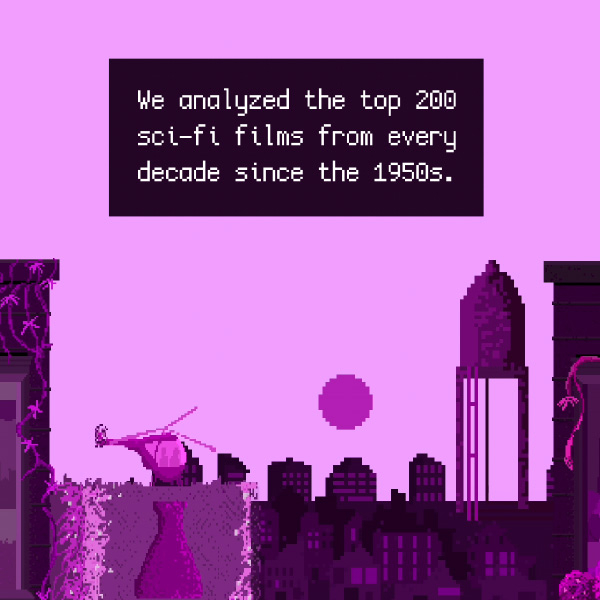 We analyzed the top 200
sci-fi films from every
decade since the 1950s.